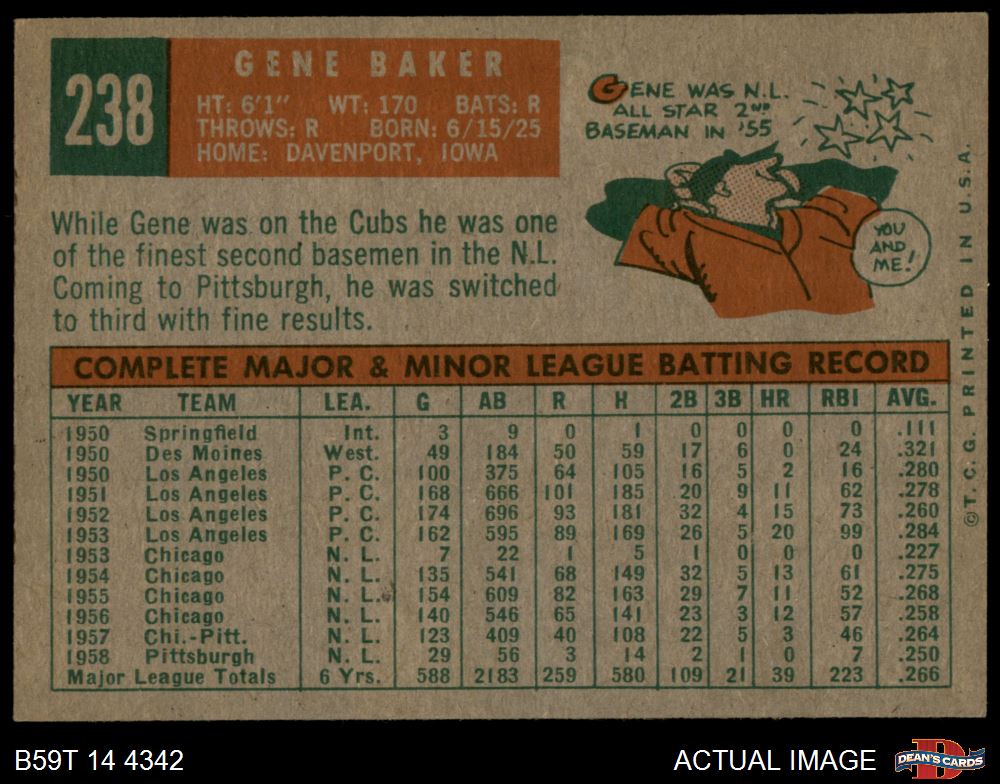 238
GENE BAKER
HT: 6'1" WT: 170 BATS: R
THROWS: R BORN: 6/15/25
HOME: DAVENPORT, IOWA
GENE WAS N.L.
ALL STAR 2ND
BASEMAN IN '55
YOU
AND
ME!
While Gene was on the Cubs he was one
of the finest second basemen in the N.L.
Coming to Pittsburgh, he was switched
to third with fine results.
COMPLETE MAJOR & MINOR LEAGUE BATTING RECORD
YEAR TEAM LEA. G AB R H 2B 3B HR RBI AVG.
1950 Springfield Int. 3 9 0 1 0 0 0 0 .111
1950 Des Moines West. 49 184 50 59 17 6 0 24 .321
1950 Los Angeles P. C. 100 375 64 105 16 5 2 16 .280
1951 Los Angeles P. C. 168 666 101 185 20 9 11 62 .278
1952 Los Angeles P. C. 174 696 93 181 32 4 15 73 .260
1953 Los Angeles P. C. 162 595 89 169 26 5 20 99 .284
1953 Chicago N. L. 7 22 1 5 1 0 0 0 .227
1954 Chicago N. L. 135 541 68 149 32 5 13 61 .275
1955 Chicago N. L. 154 609 82 163 29 7 11 52 .268
1956 Chicago N. L. 140 546 65 141 23 3 12 57 .258
1957 Chi.-Pitt. N. L. 123 409 40 108 22 5 3 46 .264
1958 Pittsburgh N. L. 29 56 3 14 2 1 0 7 .250
Major League Totals 6 Yrs. 588 2183 259 580 109 21 39 223 .266
© T. C. G. PRINTED IN U.S.A.
B59T 14 4342
ACTUAL IMAGE
DEAN'S CARDS